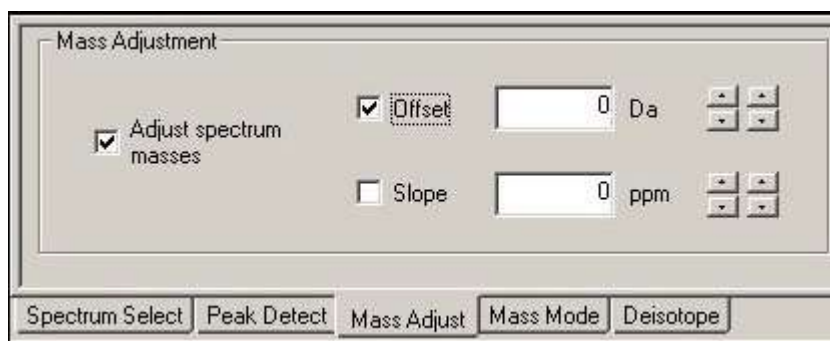 Mass Adjustment
Adjust spectrum
masses
Offset 0 Da
Slope 0 ppm
Spectrum Select Peak Detect Mass Adjust Mass Mode Deisotope